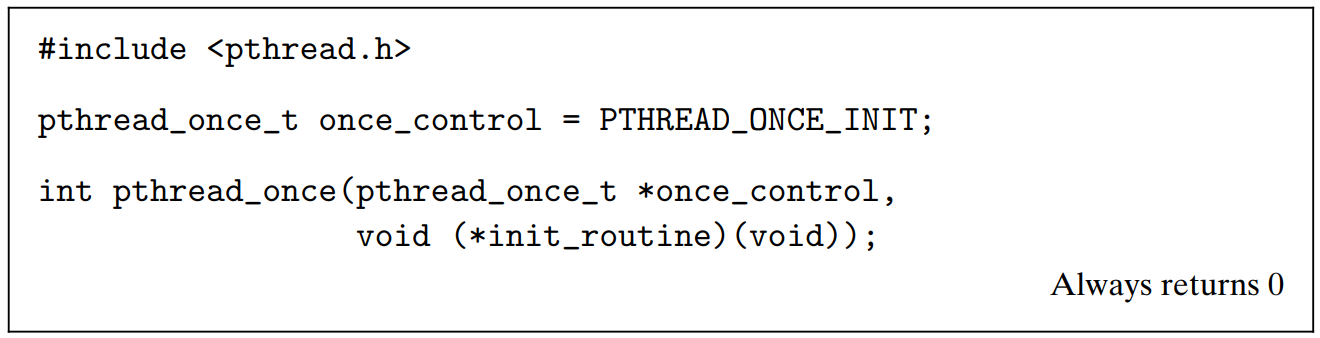 #include <pthread.h>
pthread_once_t once_control = PTHREAD_ONCE_INIT;
int pthread_once(pthread_once_t *once_control,
void (*init_routine)(void));
Always returns 0